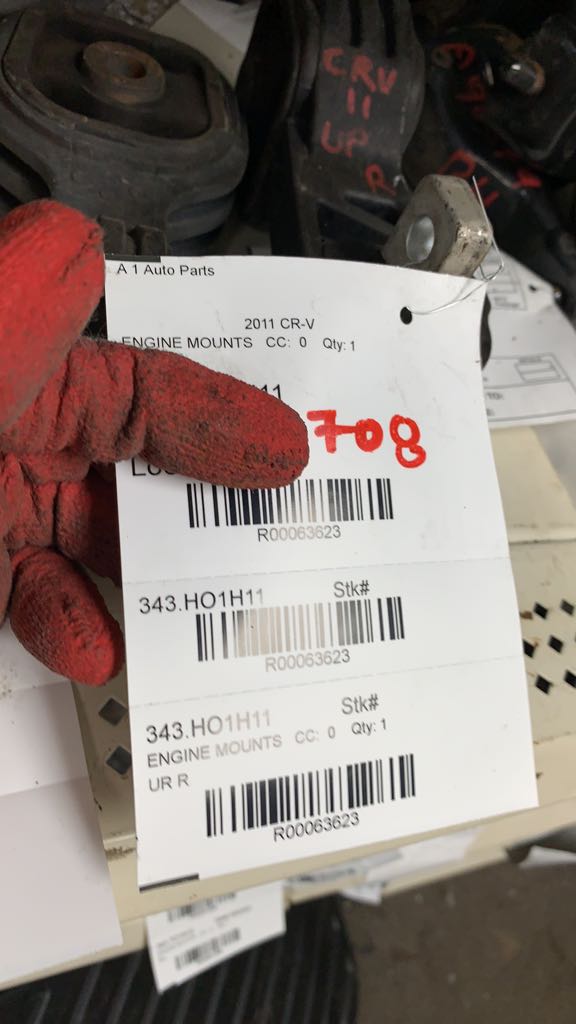 CRV
11
UP
R
A 1 Auto Parts
2011 CR-V
ENGINE MOUNTS CC: 0 Qty: 1
708
R00063623
343.HO1H11 Stk#
R00063623
343.HO1H11 Stk#
ENGINE MOUNTS CC: 0 Qty: 1
UR R
R00063623